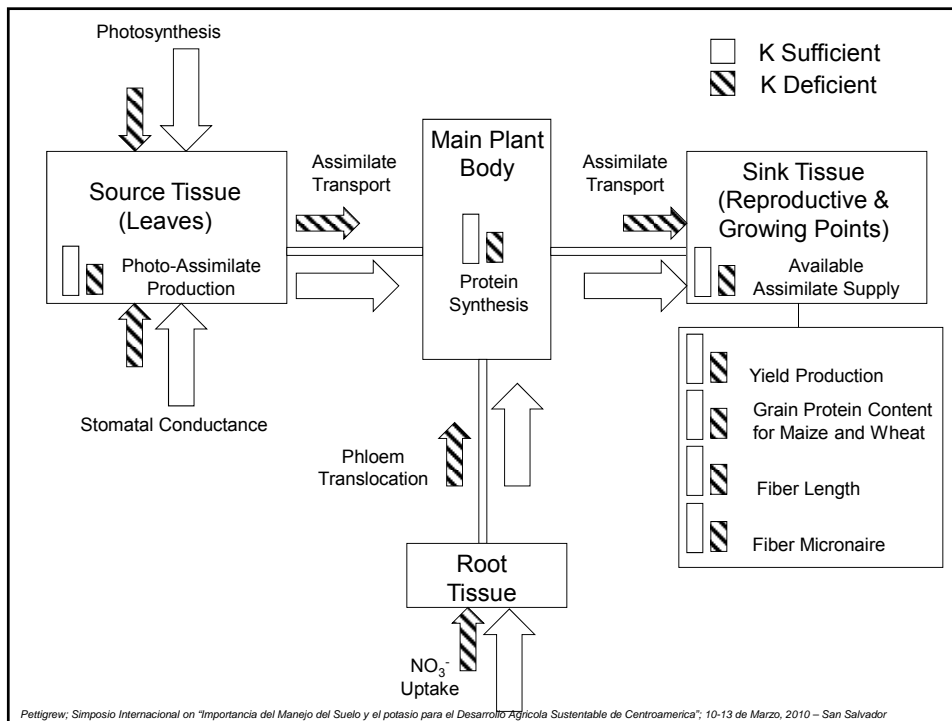 Photosynthesis
K Sufficient
K Deficient
Source Tissue
(Leaves)
Photo-Assimilate
Production
Stomatal Conductance
Assimilate
Transport
Main Plant
Body
Protein
Synthesis
Assimilate
Transport
Sink Tissue
(Reproductive &
Growing Points)
Available
Assimilate Supply
Yield Production
Grain Protein Content
for Maize and Wheat
Fiber Length
Fiber Micronaire
Phloem
Translocation
Root
Tissue
NO₃⁻
Uptake
Pettigrew; Simposio Internacional on “Importancia del Manejo del Suelo y el potasio para el Desarrollo Agricola Sustentable de Centroamerica”; 10-13 de Marzo, 2010 – San Salvador